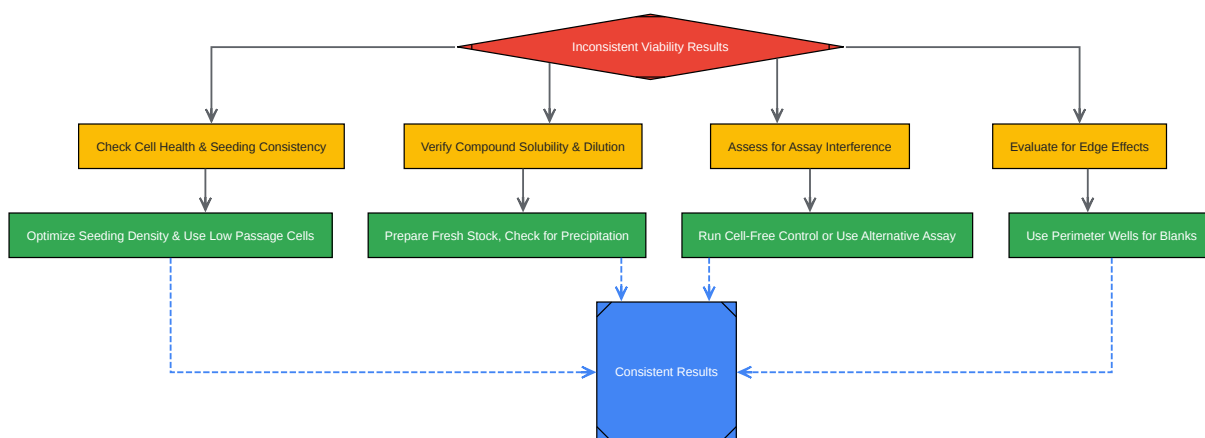 Inconsistent Viability Results
Check Cell Health & Seeding Consistency
Verify Compound Solubility & Dilution
Assess for Assay Interference
Evaluate for Edge Effects
Optimize Seeding Density & Use Low Passage Cells
Prepare Fresh Stock, Check for Precipitation
Run Cell-Free Control or Use Alternative Assay
Use Perimeter Wells for Blanks
Consistent Results